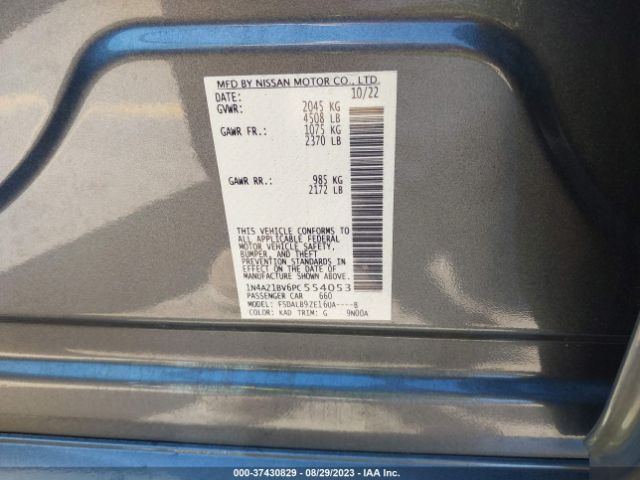 MFD BY NISSAN MOTOR CO., LTD.
DATE: 10/22
GVWR: 2045 KG
4508 LB
GAWR FR.: 1075 KG
2370 LB
GAWR RR.: 985 KG
2172 LB
THIS VEHICLE CONFORMS TO
ALL APPLICABLE FEDERAL
MOTOR VEHICLE SAFETY,
BUMPER, AND THEFT
PREVENTION STANDARDS IN
EFFECT ON THE DATE OF
MANUFACTURE SHOWN ABOVE.
1N4AZ1BV6PC554053
PASSENGER CAR 660
MODEL: FSDALB9ZE16UA----B
COLOR: KAD TRIM: G 9N00A
000-37430829 - 08/29/2023 - IAA Inc.